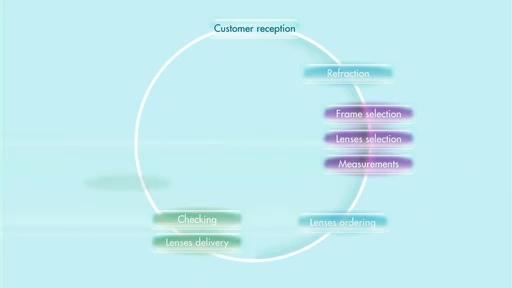 Customer reception
Refraction
Frame selection
Lenses selection
Measurements
Lenses ordering
Checking
Lenses delivery